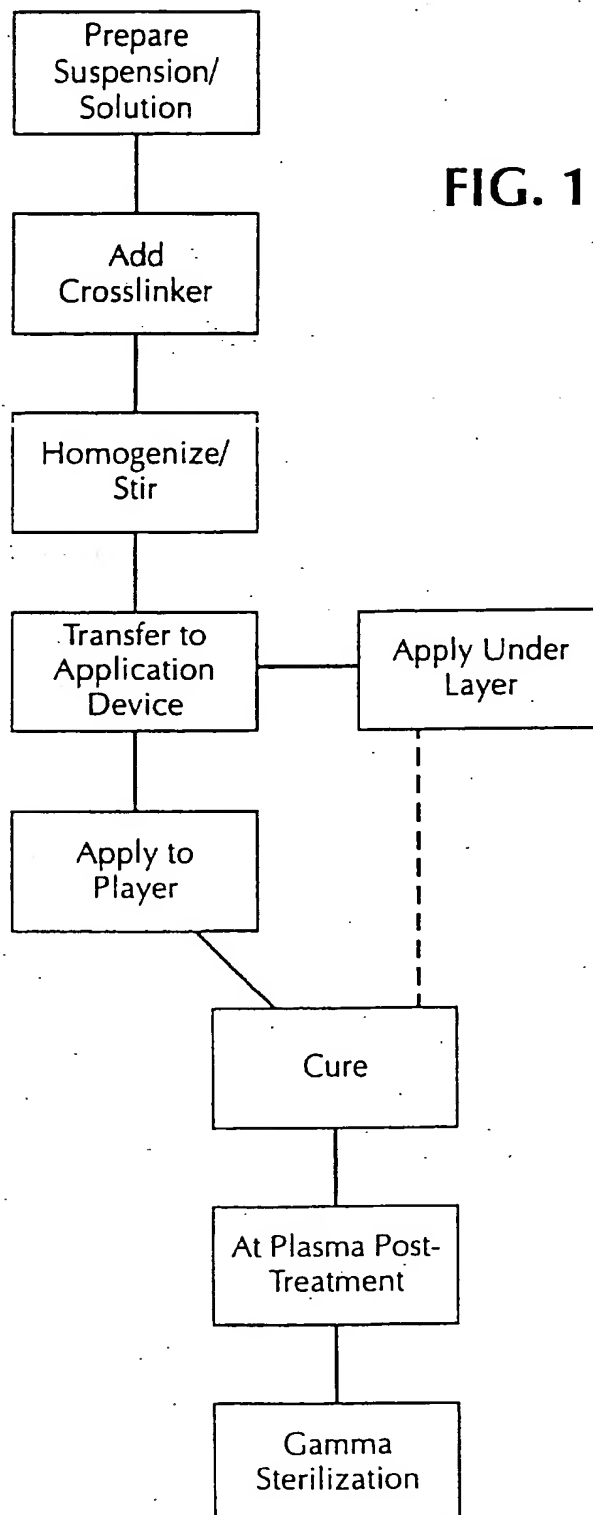 Prepare
Suspension/
Solution
FIG. 1
Add
Crosslinker
Homogenize/
Stir
Transfer to
Application
Device
Apply Under
Layer
Apply to
Player
Cure
At Plasma Post-
Treatment
Gamma
Sterilization